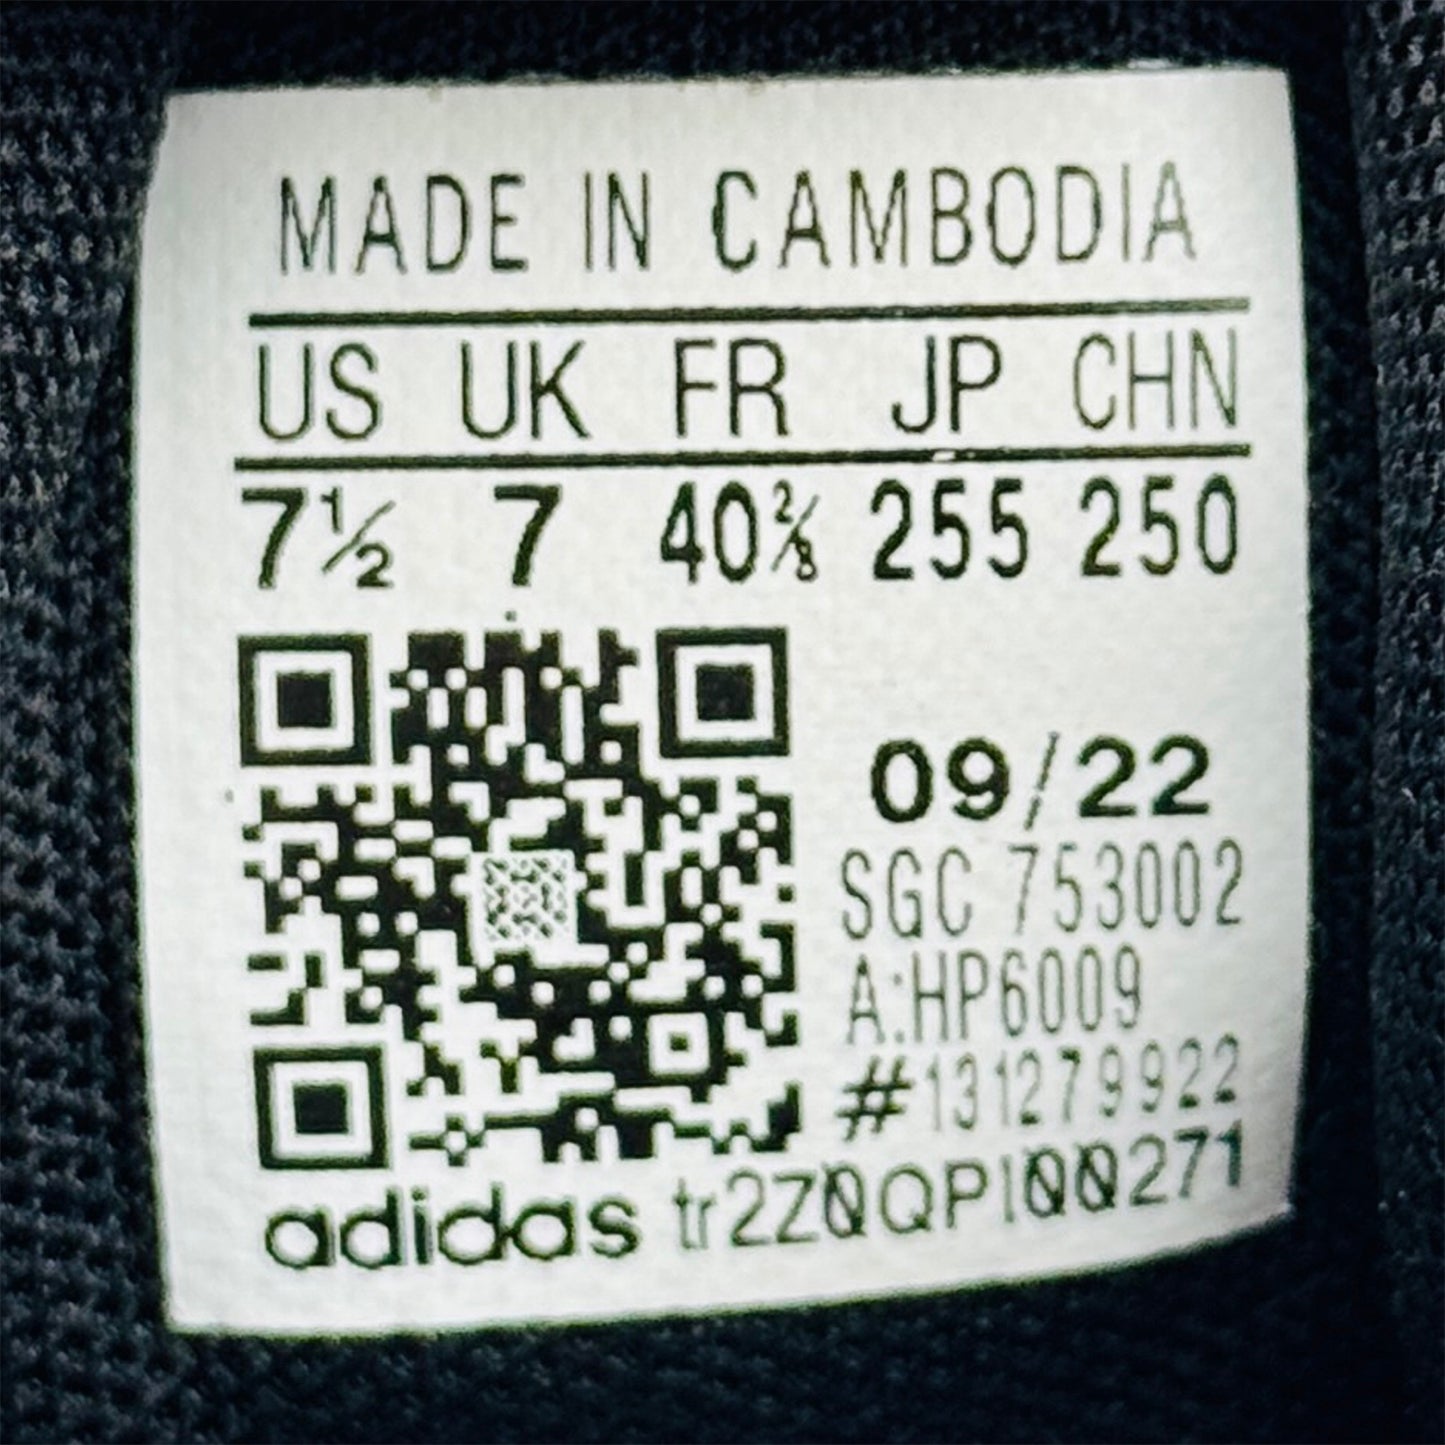 MADE IN CAMBODIA
US UK FR JP CHN
7½ 7 40⅔ 255 250
09/22
SGC 753002
A:HP6009
#131279922
adidas tr2Z0QPI00271